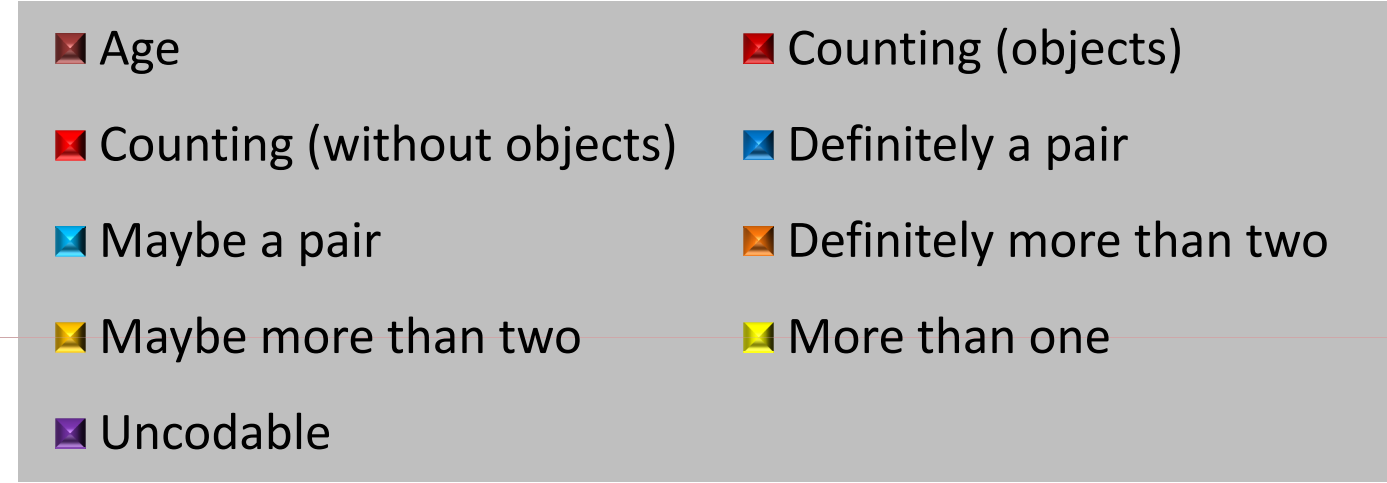 Age
Counting (objects)
Counting (without objects)
Definitely a pair
Maybe a pair
Definitely more than two
Maybe more than two
More than one
Uncodable